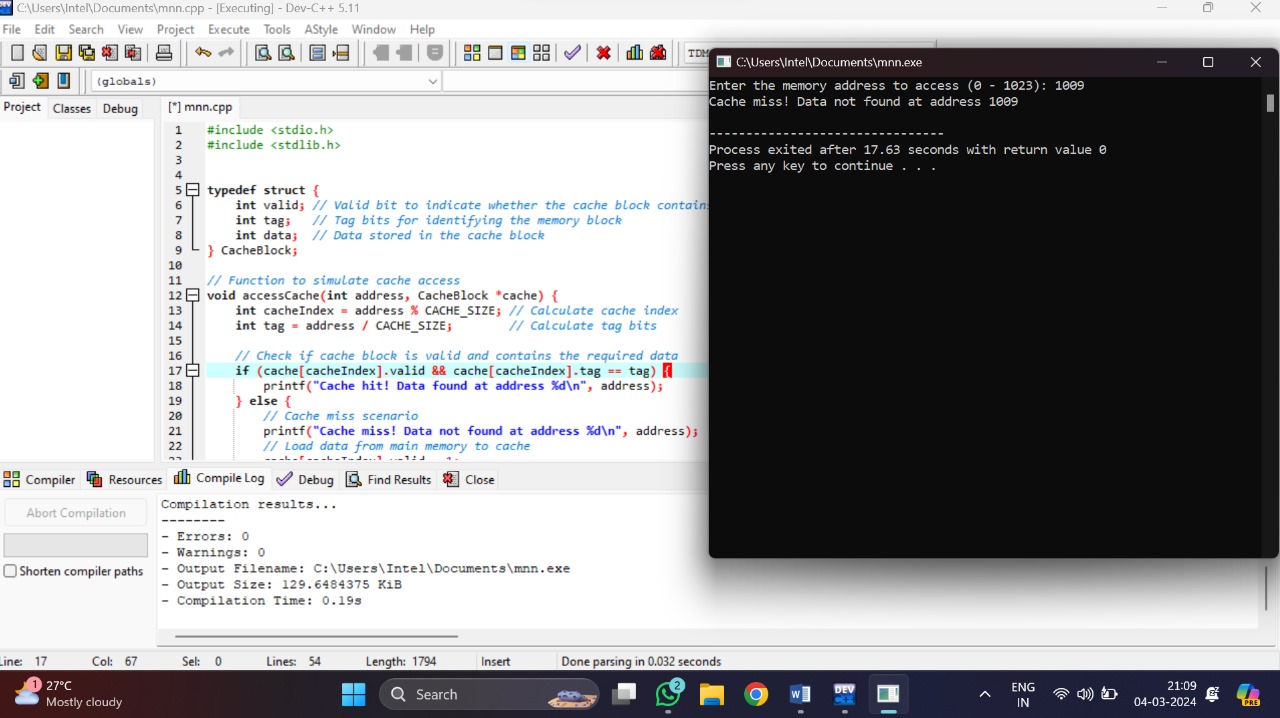 C:\Users\Intel\Documents\mnn.cpp - [Executing] - Dev-C++ 5.11
File Edit Search View Project Execute Tools AStyle Window Help
TDM
(globals)
Project Classes Debug
[*] mnn.cpp
1 #include <stdio.h>
2 #include <stdlib.h>
3
4
5 typedef struct {
6 int valid; // Valid bit to indicate whether the cache block contain
7 int tag; // Tag bits for identifying the memory block
8 int data; // Data stored in the cache block
9 } CacheBlock;
10
11 // Function to simulate cache access
12 void accessCache(int address, CacheBlock *cache) {
13 int cacheIndex = address % CACHE_SIZE; // Calculate cache index
14 int tag = address / CACHE_SIZE; // Calculate tag bits
15
16 // Check if cache block is valid and contains the required data
17 if (cache[cacheIndex].valid && cache[cacheIndex].tag == tag) {
18 printf("Cache hit! Data found at address %d\n", address);
19 } else {
20 // Cache miss scenario
21 printf("Cache miss! Data not found at address %d\n", address);
22 // Load data from main memory to cache
C:\Users\Intel\Documents\mnn.exe
Enter the memory address to access (0 - 1023): 1009
Cache miss! Data not found at address 1009
--------------------------------
Process exited after 17.63 seconds with return value 0
Press any key to continue . . .
Compiler Resources Compile Log Debug Find Results Close
Abort Compilation
Shorten compiler paths
Compilation results...
--------
- Errors: 0
- Warnings: 0
- Output Filename: C:\Users\Intel\Documents\mnn.exe
- Output Size: 129.6484375 KiB
- Compilation Time: 0.19s
Line: 17 Col: 67 Sel: 0 Lines: 54 Length: 1794 Insert Done parsing in 0.032 seconds
1
27°C
Mostly cloudy
Search
2
DEV
ENG
IN
21:09
04-03-2024
PRE